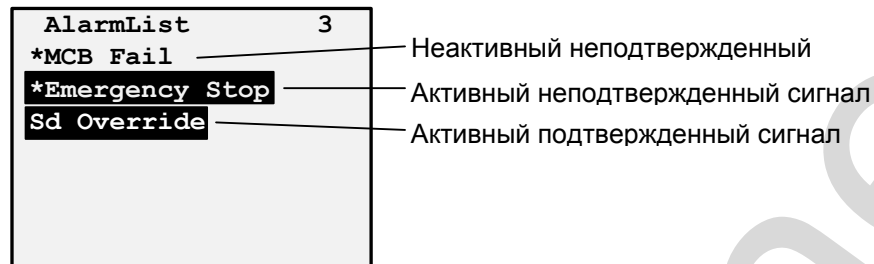 AlarmList 3
*MCB Fail
Неактивный неподтвержденный
*Emergency Stop
Активный неподтвержденный сигнал
Sd Override
Активный подтвержденный сигнал